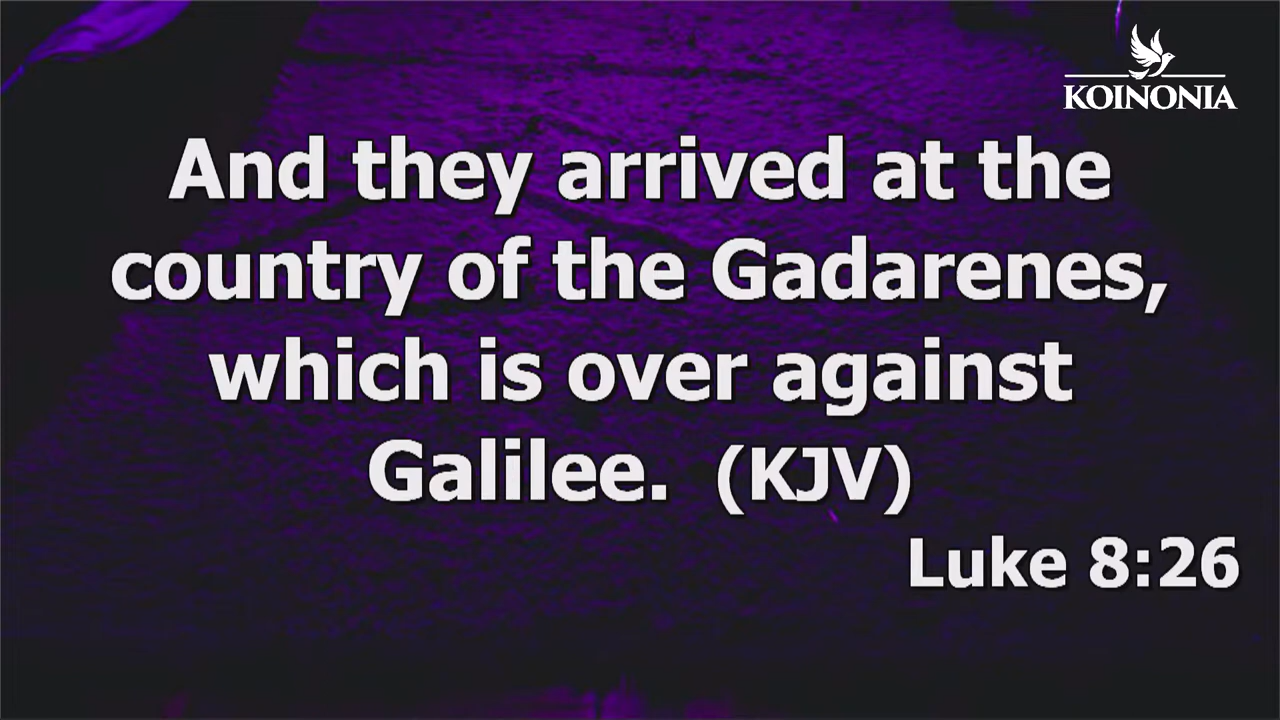 KOINONIA
And they arrived at the
country of the Gadarenes,
which is over against
Galilee. (KJV)
Luke 8:26